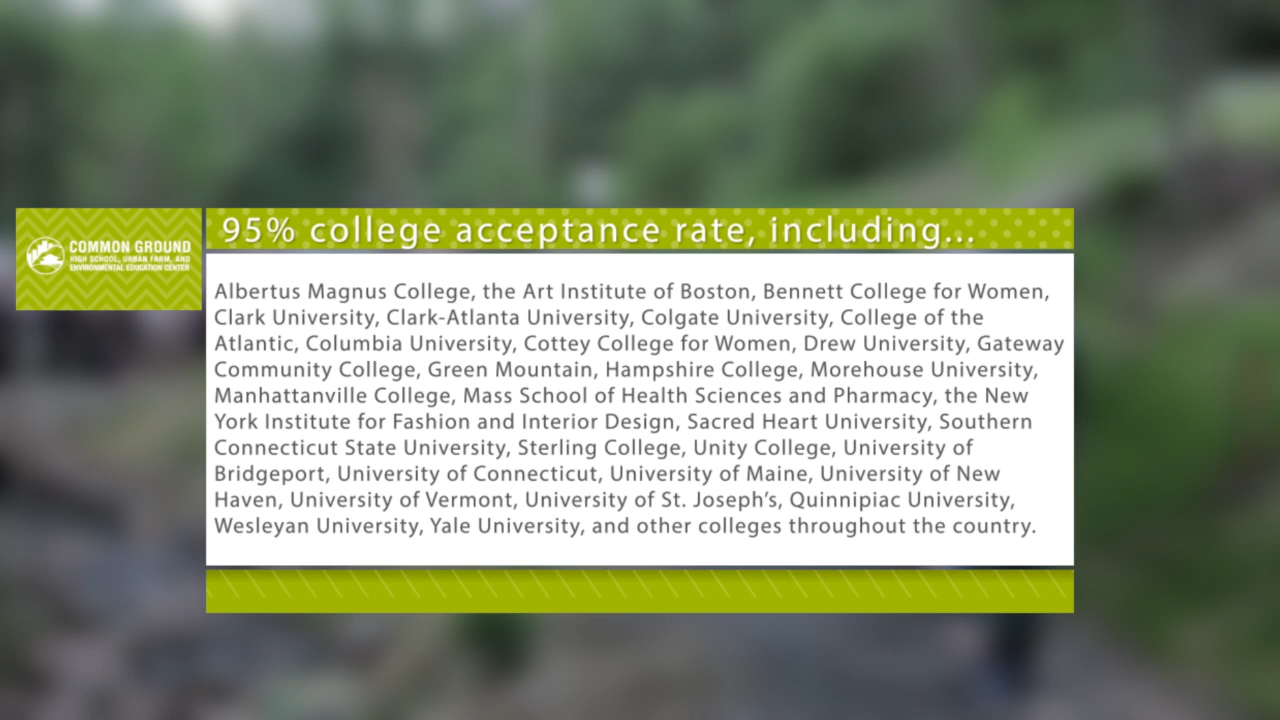 COMMON GROUND
HIGH SCHOOL, URBAN FARM, AND
ENVIRONMENTAL EDUCATION CENTER
95% college acceptance rate, including...
Albertus Magnus College, the Art Institute of Boston, Bennett College for Women,
Clark University, Clark-Atlanta University, Colgate University, College of the
Atlantic, Columbia University, Cottey College for Women, Drew University, Gateway
Community College, Green Mountain, Hampshire College, Morehouse University,
Manhattanville College, Mass School of Health Sciences and Pharmacy, the New
York Institute for Fashion and Interior Design, Sacred Heart University, Southern
Connecticut State University, Sterling College, Unity College, University of
Bridgeport, University of Connecticut, University of Maine, University of New
Haven, University of Vermont, University of St. Joseph’s, Quinnipiac University,
Wesleyan University, Yale University, and other colleges throughout the country.